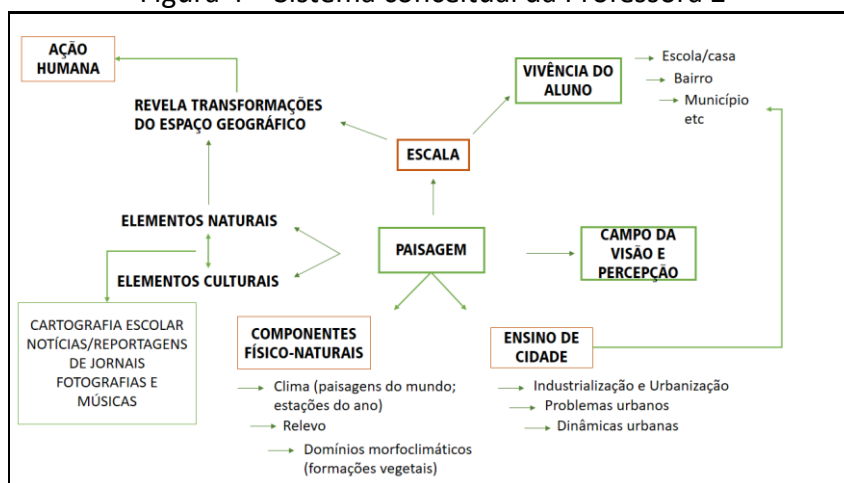 AÇÃO
HUMANA
REVELA TRANSFORMAÇÕES
DO ESPAÇO GEOGRÁFICO
VIVÊNCIA DO
ALUNO
Escola/casa
Bairro
Município
etc
ESCALA
ELEMENTOS NATURAIS
ELEMENTOS CULTURAIS
PAISAGEM
CAMPO DA
VISÃO E
PERCEPÇÃO
CARTOGRAFIA ESCOLAR
NOTÍCIAS/REPORTAGENS
DE JORNAIS
FOTOGRAFIAS E
MÚSICAS
COMPONENTES
FÍSICO-NATURAIS
Clima (paisagens do mundo;
estações do ano)
Relevo
Domínios morfoclimáticos
(formações vegetais)
ENSINO DE
CIDADE
Industrialização e Urbanização
Problemas urbanos
Dinâmicas urbanas